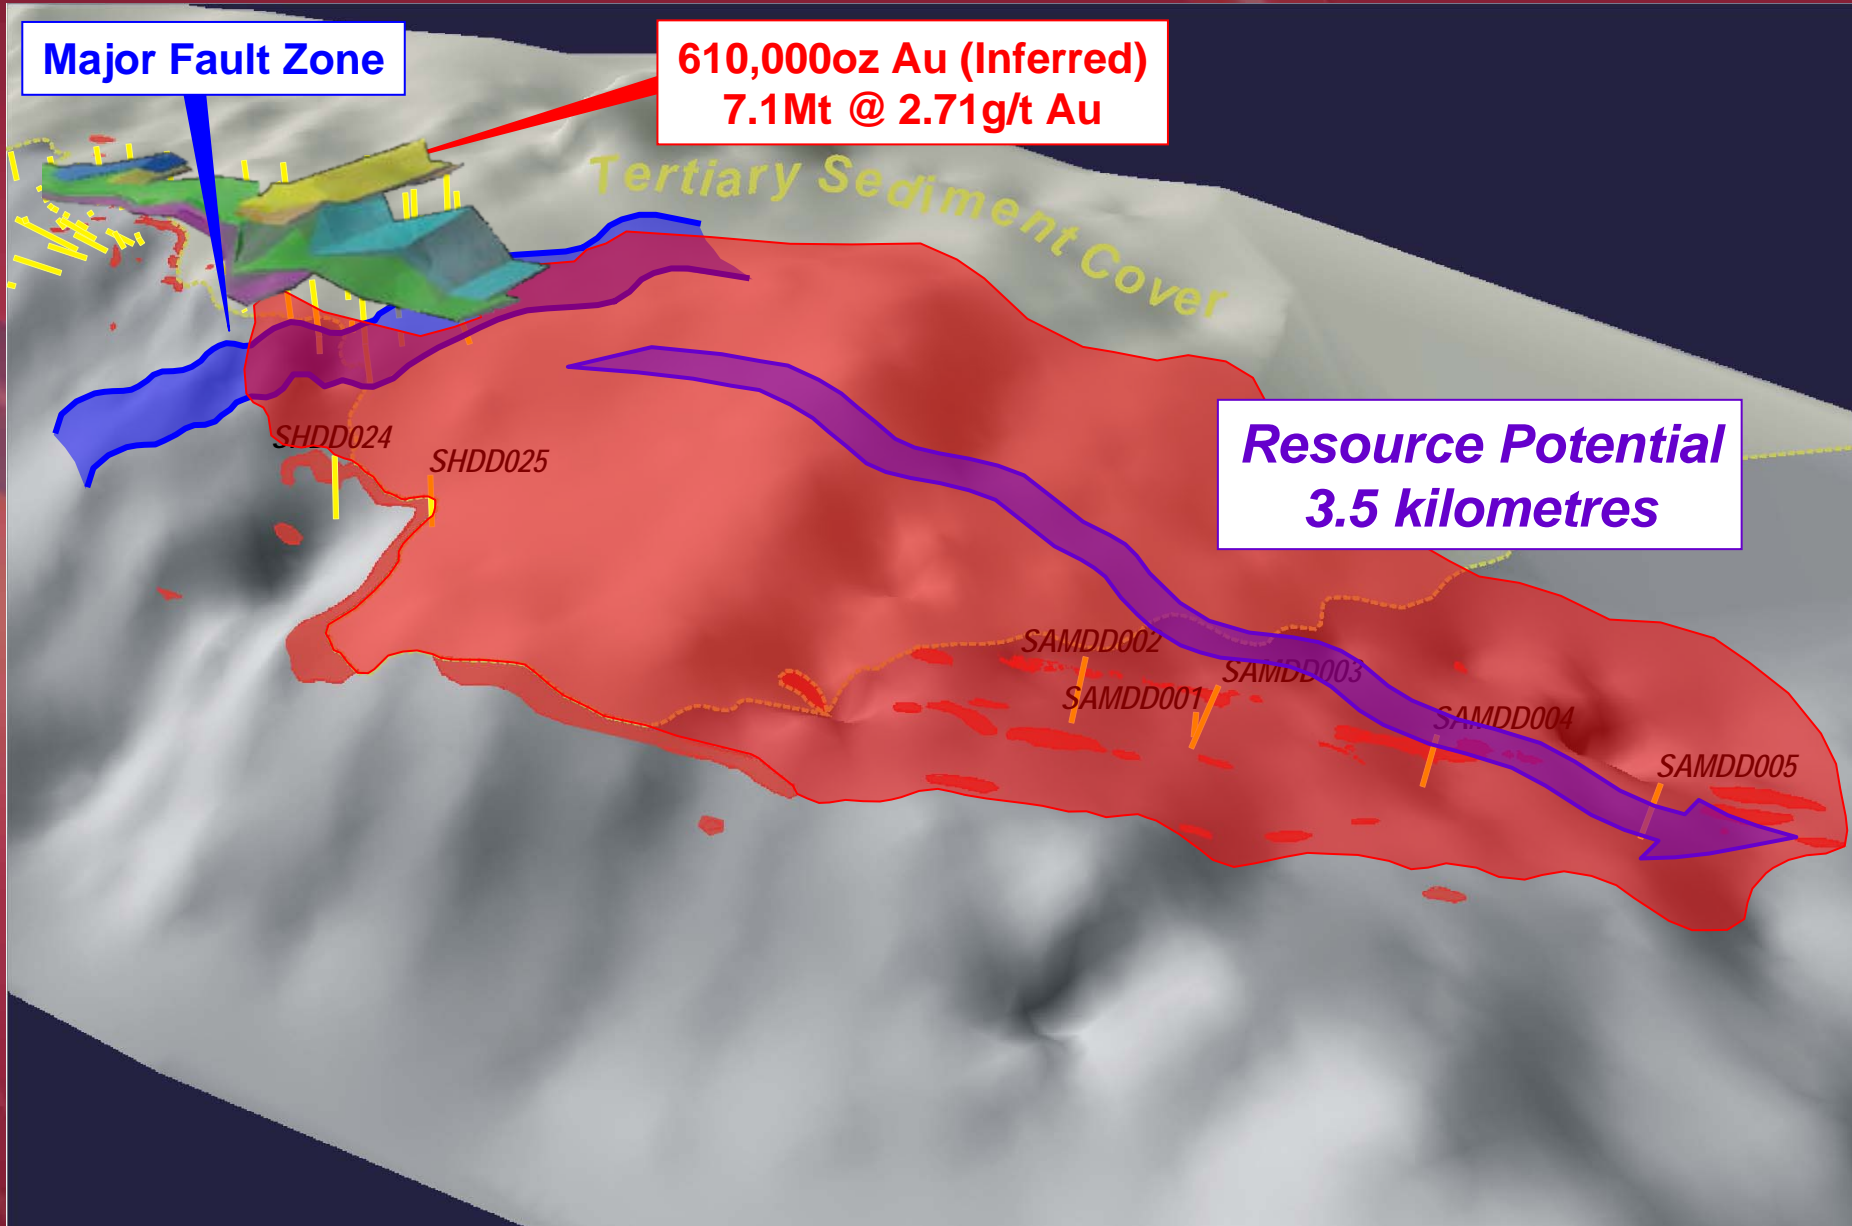 Major Fault Zone
610,000oz Au (Inferred)
7.1Mt @ 2.71g/t Au
Tertiary Sediment Cover
Resource Potential
3.5 kilometres
SHDD024
SHDD025
SAMDD002
SAMDD003
SAMDD001
SAMDD004
SAMDD005